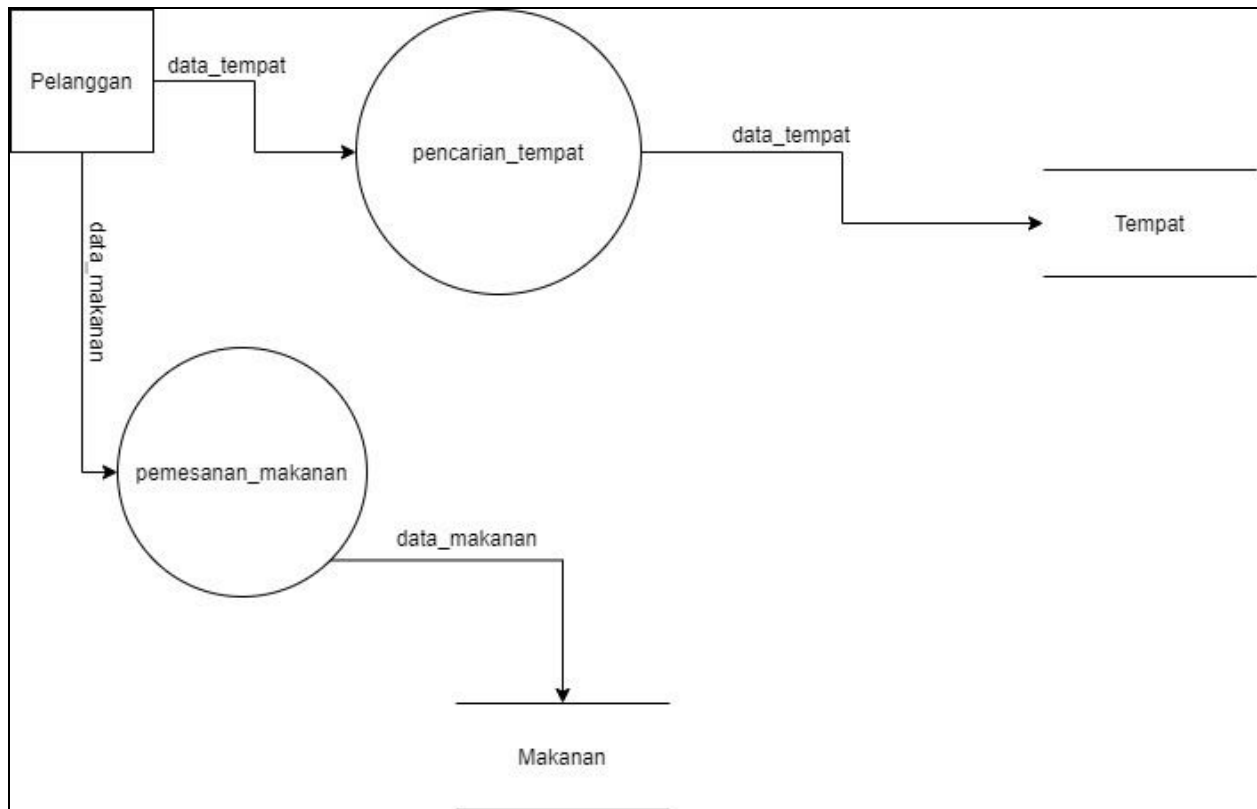 Pelanggan
data_tempat
pencarian_tempat
data_tempat
Tempat
data_makanan
pemesanan_makanan
data_makanan
Makanan